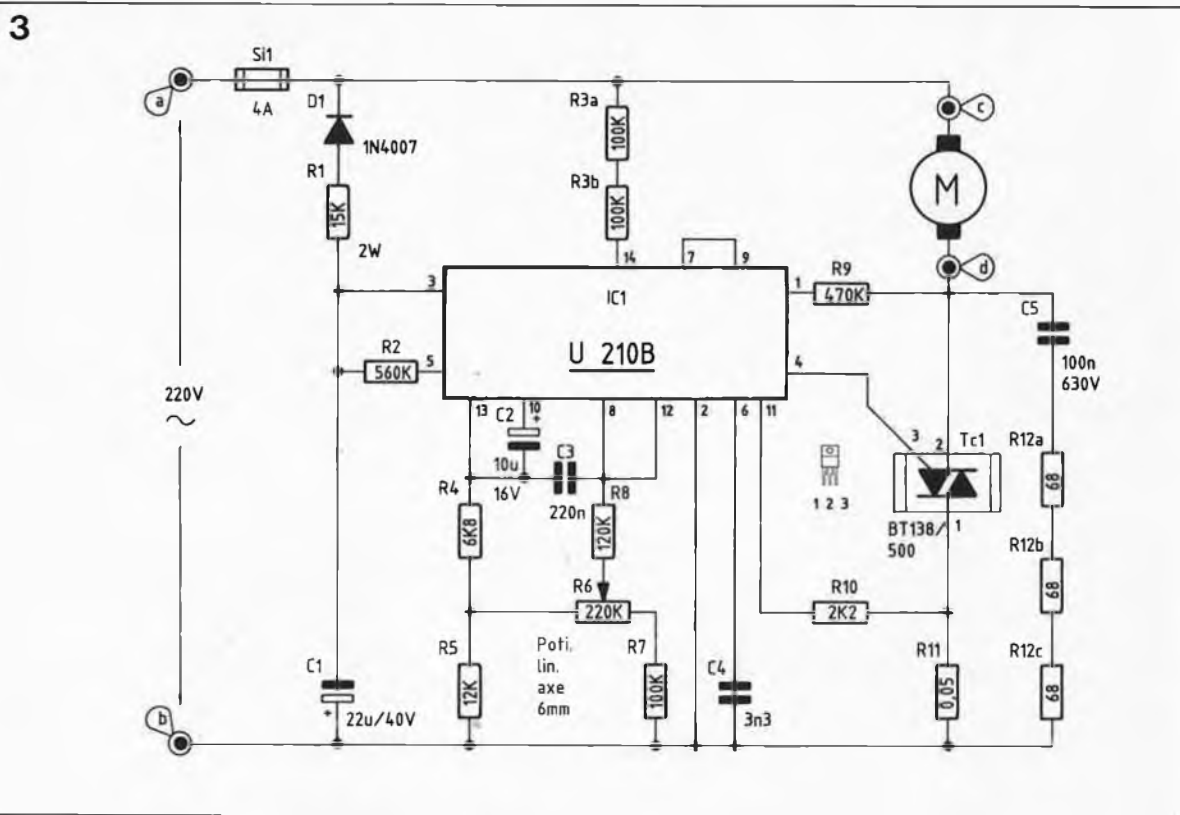 3
Si1
4A
a
D1
1N4007
R1
15K
2W
R3a
100K
R3b
100K
c
M
d
14
7
9
3
IC1
1
R9
470K
U 210B
R2
560K
5
4
C5
100n
630V
220V
~
13
10
8
12
2
6
11
C2
+
10u
16V
C3
220n
R4
6K8
R8
120K
1 2 3
3
2
Tc1
BT138/
500
1
R12a
68
R12b
68
R6
220K
Poti.
lin.
axe
6mm
R10
2K2
R5
12K
R7
100K
C4
3n3
R11
0,05
R12c
68
C1
+
22u/40V
b